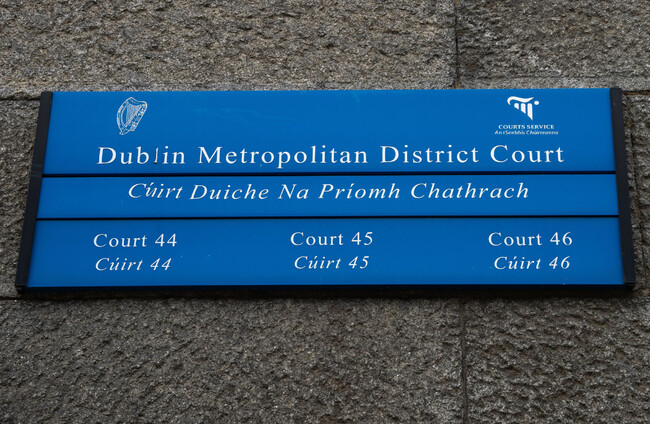 COURTS SERVICE
An tSeirbhís Chúirteanna
Dublin Metropolitan District Court
Cúirt Duiche Na Príomh Chathrach
Court 44 Court 45 Court 46
Cúirt 44 Cúirt 45 Cúirt 46